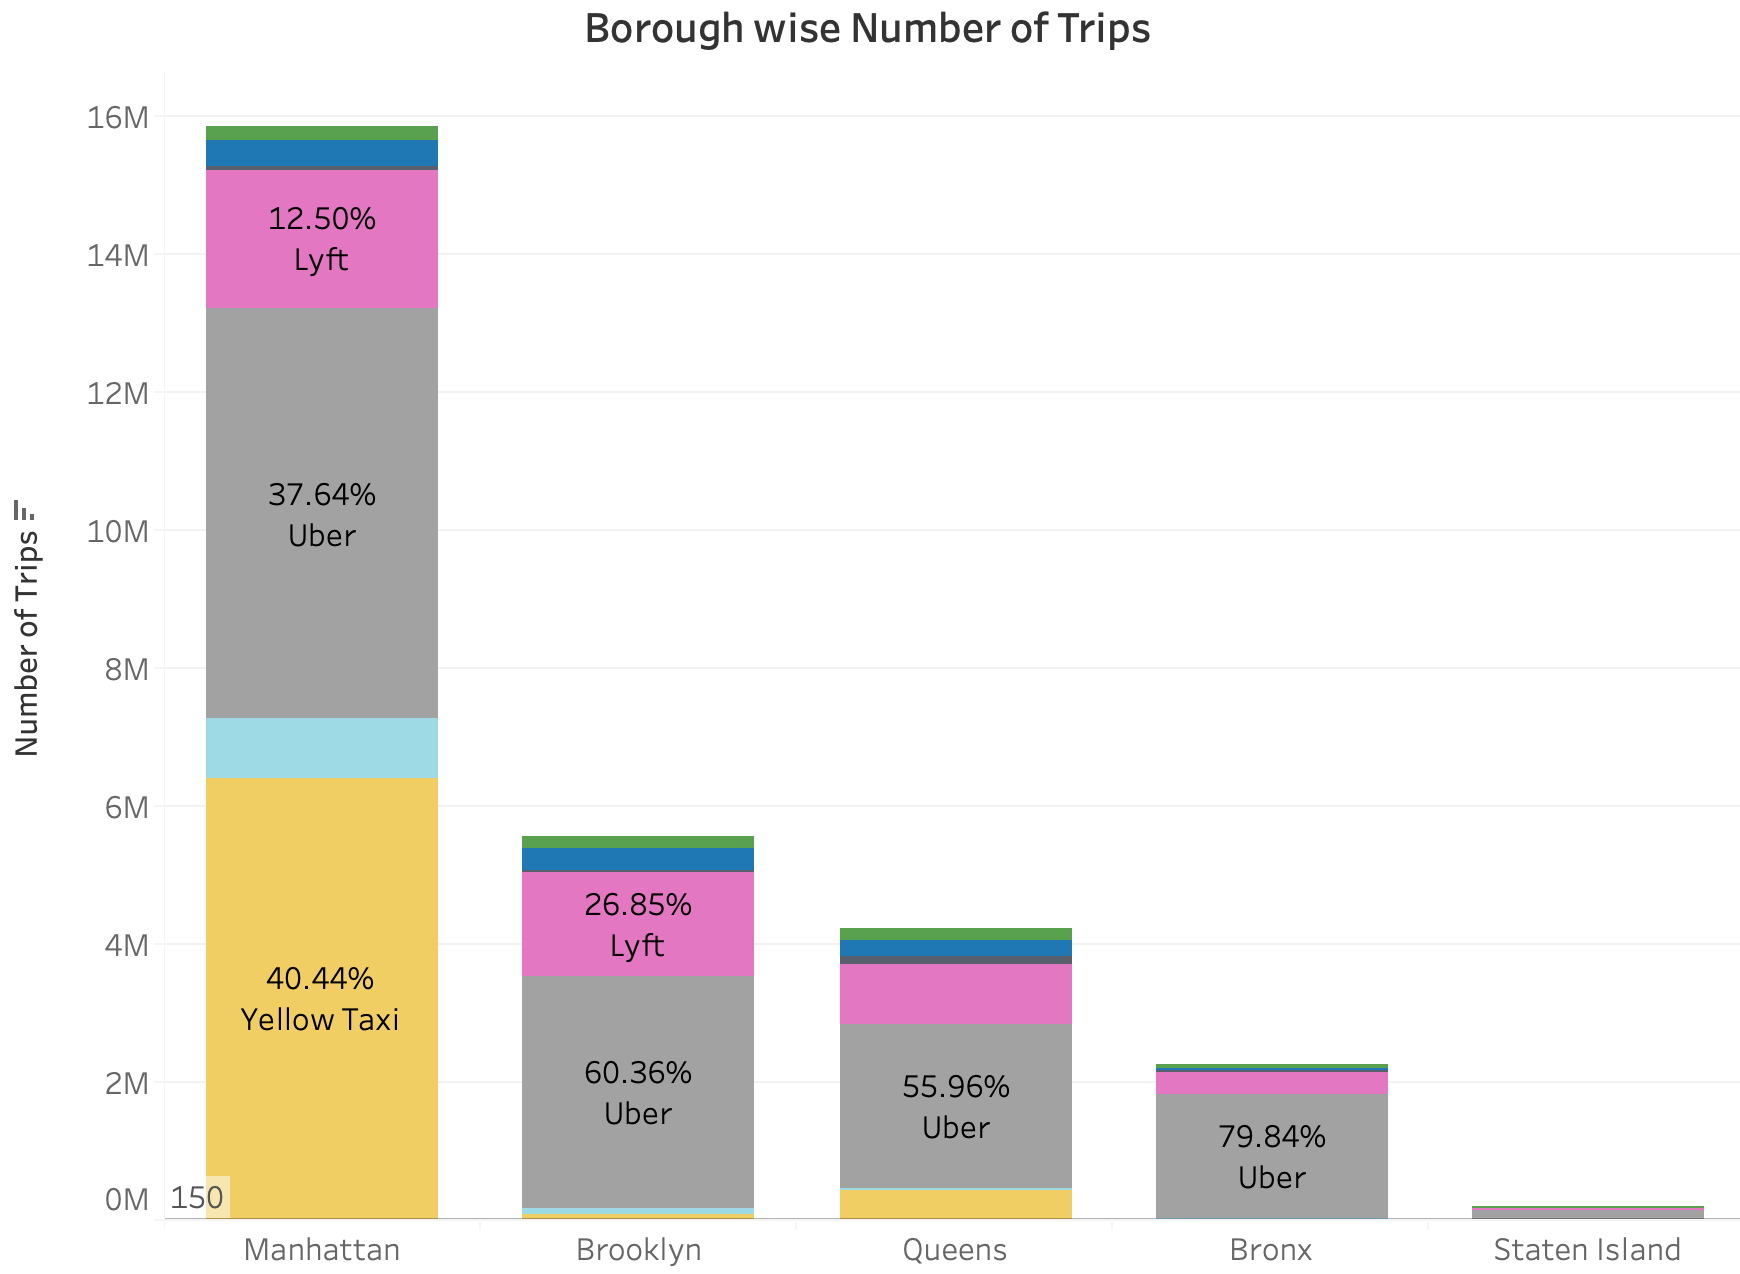 Borough wise Number of Trips
Number of Trips
16M
14M
12M
10M
8M
6M
4M
2M
0M
150
12.50%
Lyft
37.64%
Uber
40.44%
Yellow Taxi
26.85%
Lyft
60.36%
Uber
55.96%
Uber
79.84%
Uber
Manhattan
Brooklyn
Queens
Bronx
Staten Island